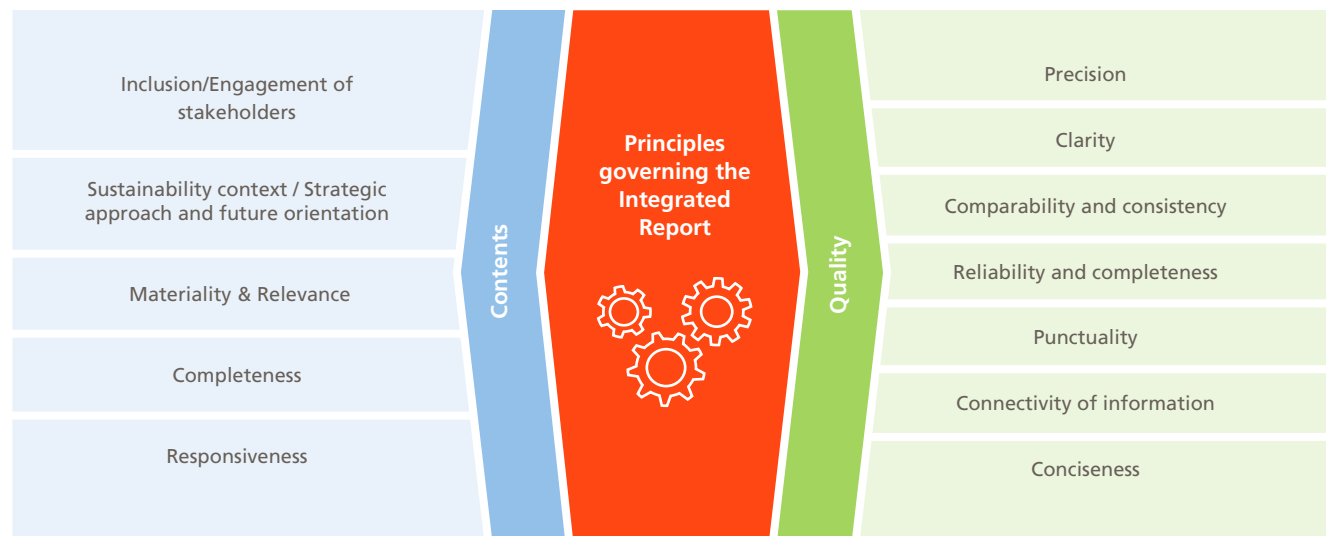 Inclusion/Engagement of
stakeholders
Sustainability context / Strategic
approach and future orientation
Materiality & Relevance
Completeness
Responsiveness
Contents
Principles
governing the
Integrated
Report
Quality
Precision
Clarity
Comparability and consistency
Reliability and completeness
Punctuality
Connectivity of information
Conciseness